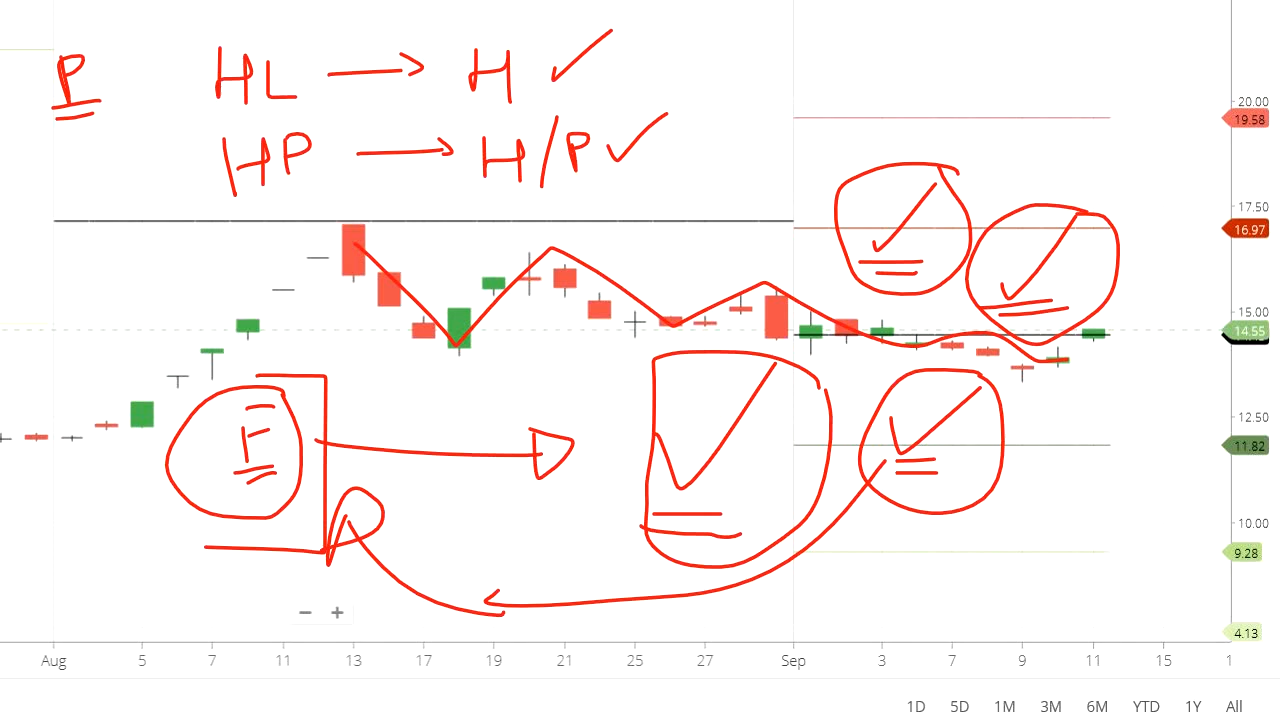 P HL → H ✓
HP → H/P ✓
20.00
19.58
17.50
16.97
15.00
14.55
12.50
11.82
10.00
9.28
4.13
F
− +
Aug 5 7 11 13 17 19 21 25 27 Sep 3 7 9 11 15 1
1D 5D 1M 3M 6M YTD 1Y All